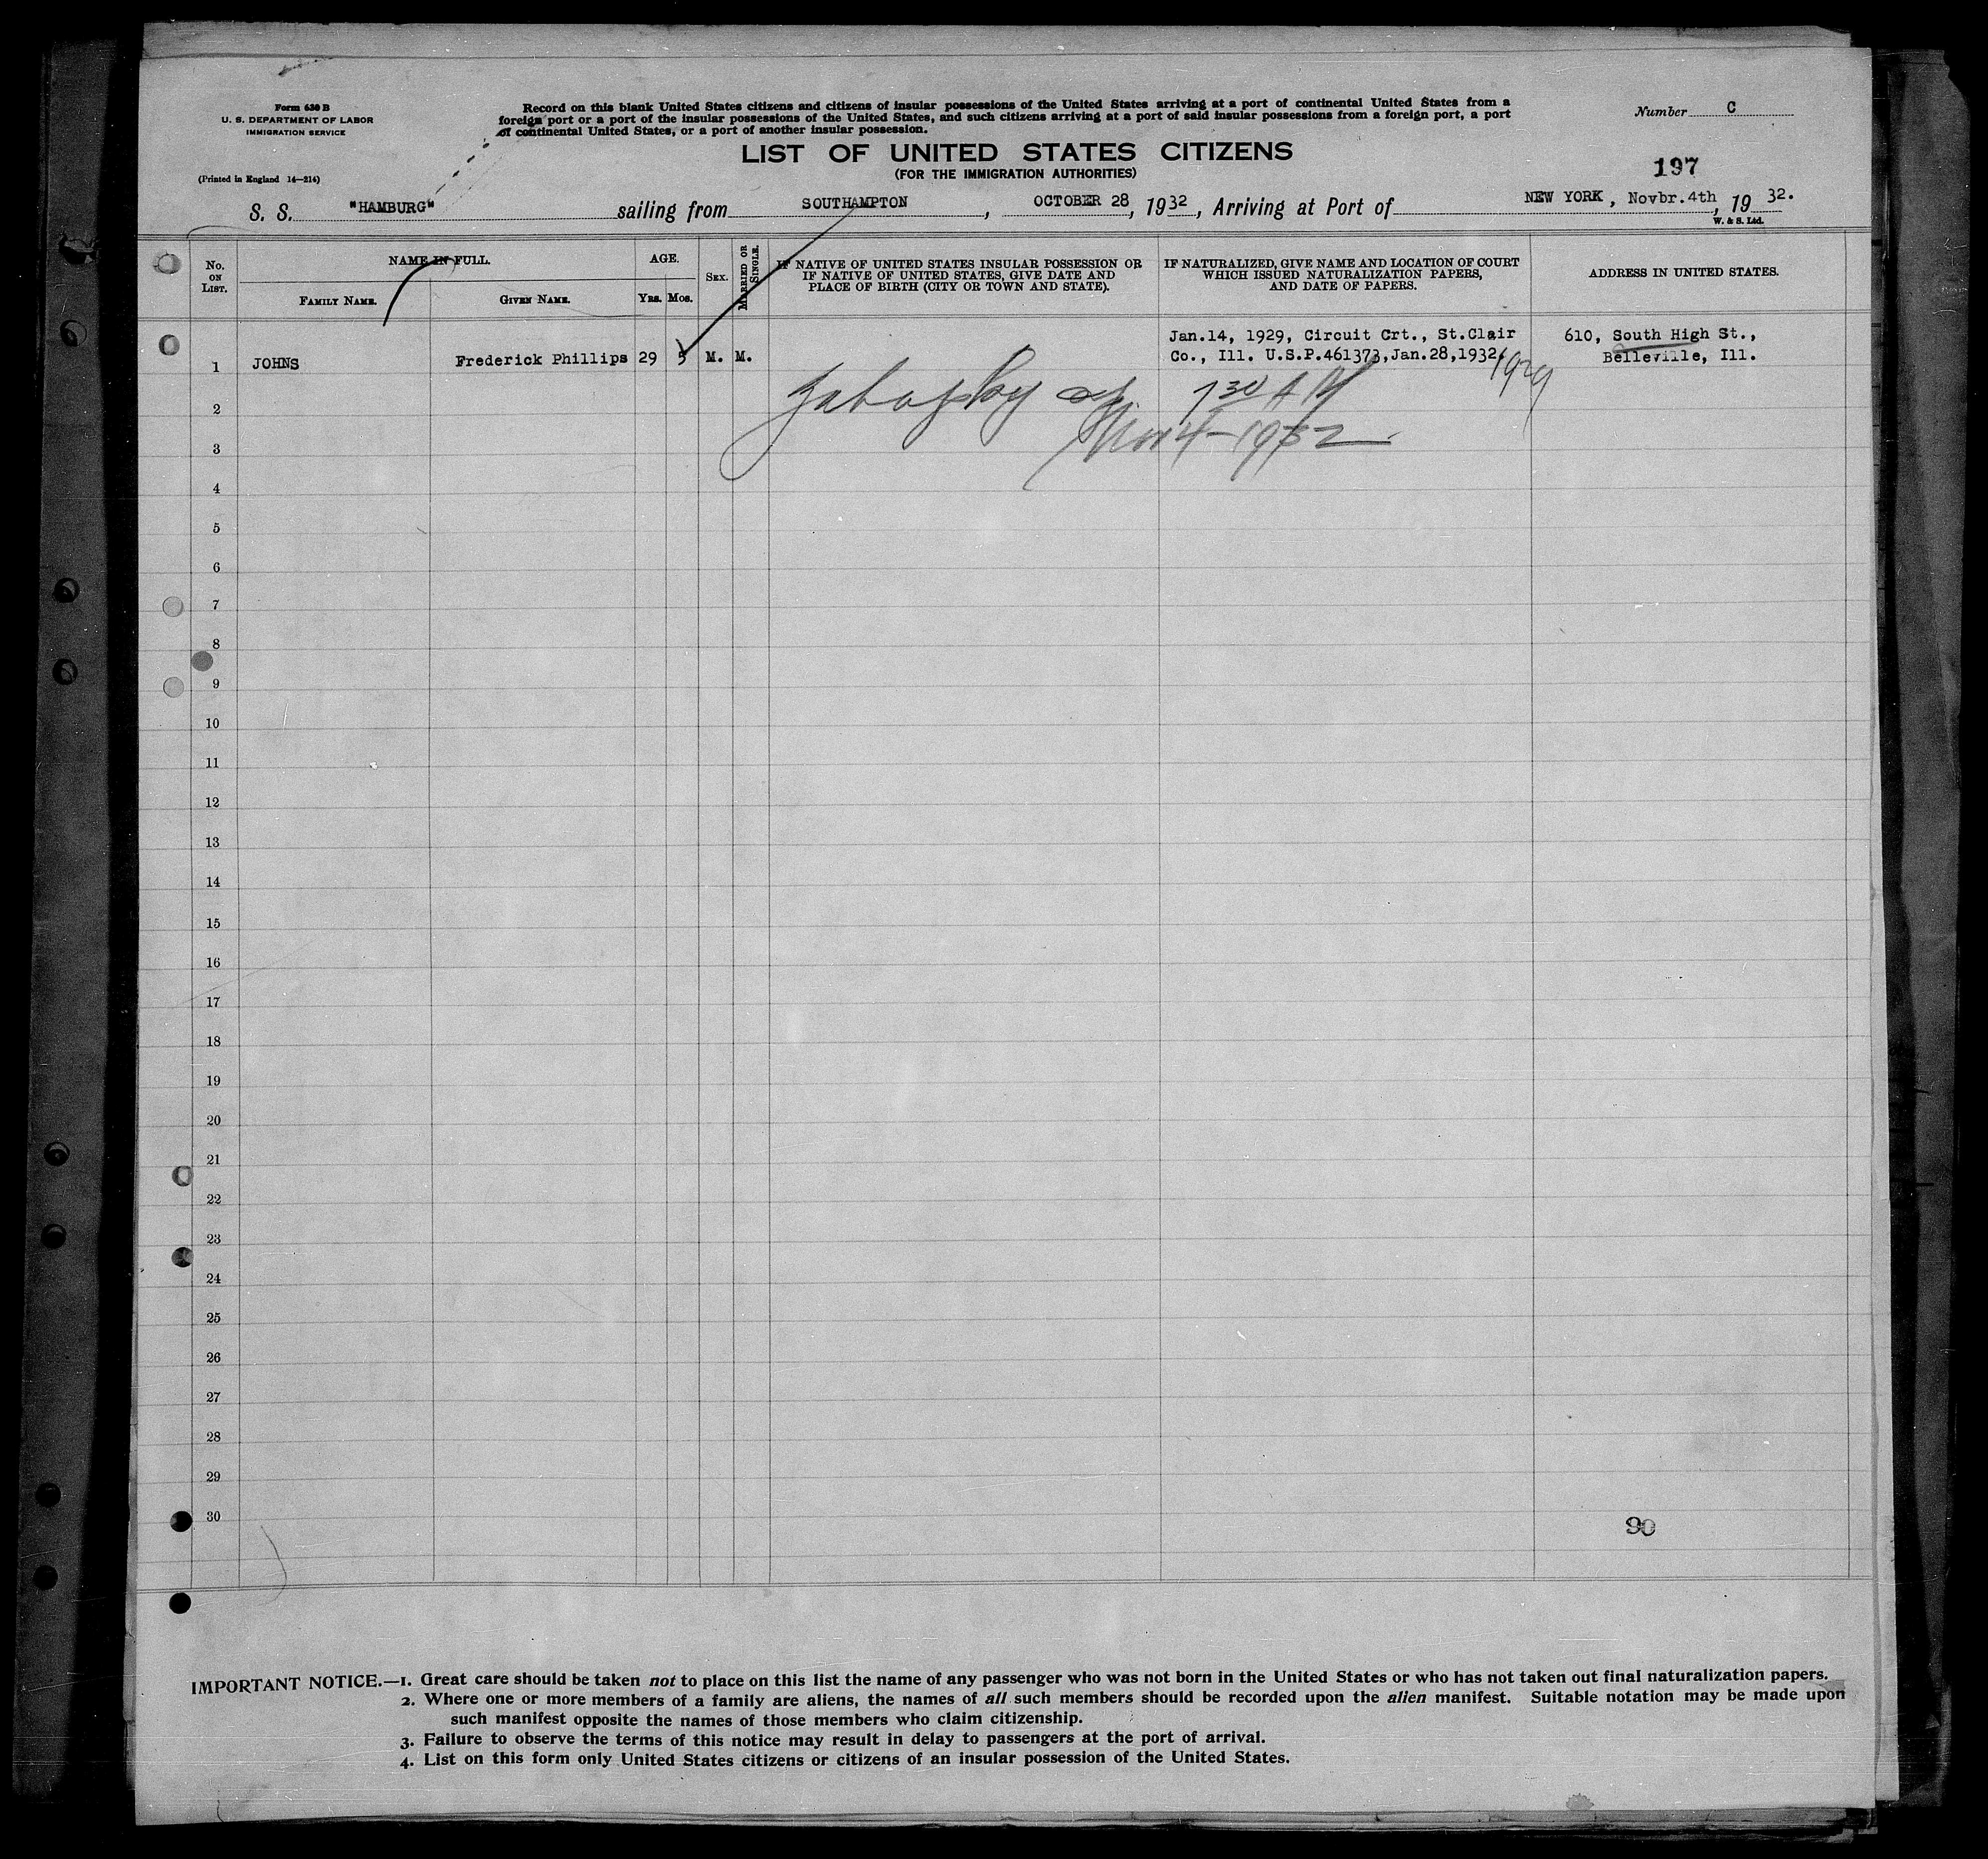 Form 630 B
U. S. DEPARTMENT OF LABOR
IMMIGRATION SERVICE
(Printed in England 14—214)
Record on this blank United States citizens and citizens of insular possessions of the United States arriving at a port of continental United States from a
foreign port or a port of the insular possessions of the United States, and such citizens arriving at a port of said insular possessions from a foreign port, a port
of continental United States, or a port of another insular possession.
Number C
LIST OF UNITED STATES CITIZENS
(FOR THE IMMIGRATION AUTHORITIES)
197
S. S. "HAMBURG" sailing from SOUTHAMPTON, OCTOBER 28, 1932, Arriving at Port of NEW YORK, Novbr.4th, 1932.
W. & S. Ltd.
No. ON LIST.
NAME IN FULL.
FAMILY NAME.
GIVEN NAME.
AGE.
YRS. MOS.
SEX.
MARRIED OR SINGLE.
IF NATIVE OF UNITED STATES INSULAR POSSESSION OR
IF NATIVE OF UNITED STATES, GIVE DATE AND
PLACE OF BIRTH (CITY OR TOWN AND STATE).
IF NATURALIZED, GIVE NAME AND LOCATION OF COURT
WHICH ISSUED NATURALIZATION PAPERS,
AND DATE OF PAPERS.
ADDRESS IN UNITED STATES.
1 JOHNS Frederick Phillips 29 5 M. M.
Jan.14, 1929, Circuit Crt., St.Clair
Co., Ill. U.S.P.461373,Jan.28,1932. 1929
610, South High St.,
Belleville, Ill.
7 30 A M
Nov 4-1932
2
3
4
5
6
7
8
9
10
11
12
13
14
15
16
17
18
19
20
21
22
23
24
25
26
27
28
29
30
90
IMPORTANT NOTICE.—1. Great care should be taken not to place on this list the name of any passenger who was not born in the United States or who has not taken out final naturalization papers.
2. Where one or more members of a family are aliens, the names of all such members should be recorded upon the alien manifest. Suitable notation may be made upon
such manifest opposite the names of those members who claim citizenship.
3. Failure to observe the terms of this notice may result in delay to passengers at the port of arrival.
4. List on this form only United States citizens or citizens of an insular possession of the United States.